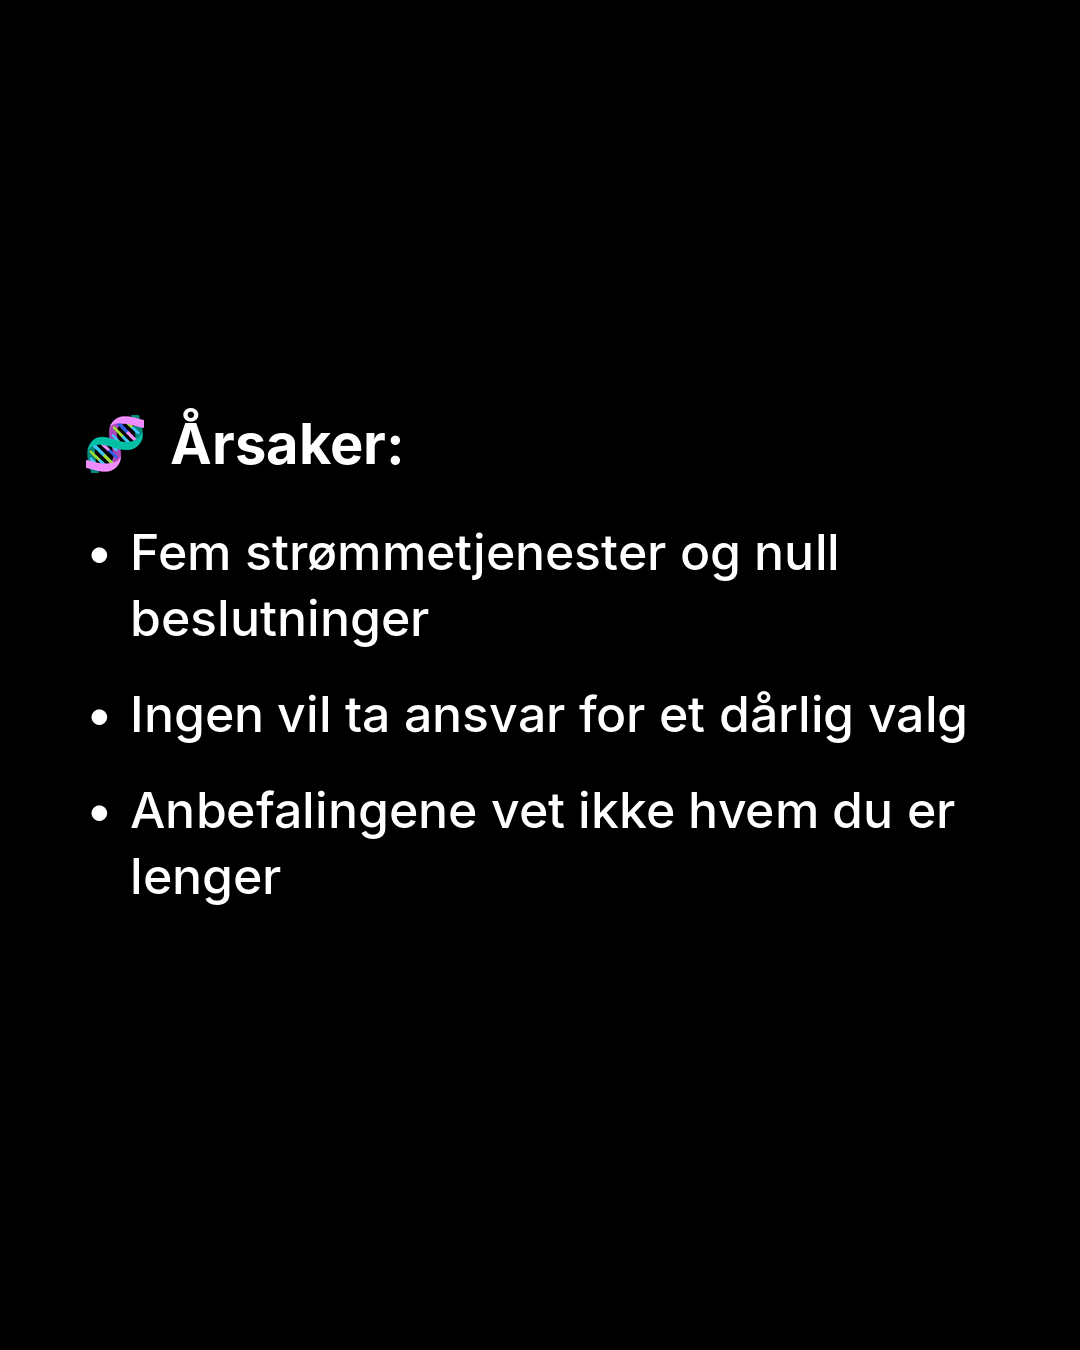 🧬 Årsaker:
• Fem strømmetjenester og null
beslutninger
• Ingen vil ta ansvar for et dårlig valg
• Anbefalingene vet ikke hvem du er
lenger